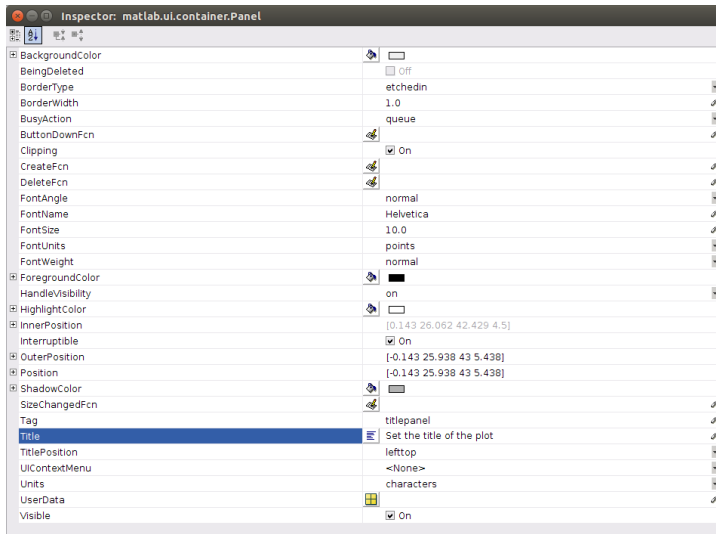 Inspector: matlab.ui.container.Panel
BackgroundColor
BeingDeleted Off
BorderType etchedin
BorderWidth 1.0
BusyAction queue
ButtonDownFcn
Clipping On
CreateFcn
DeleteFcn
FontAngle normal
FontName Helvetica
FontSize 10.0
FontUnits points
FontWeight normal
ForegroundColor
HandleVisibility on
HighlightColor
InnerPosition [0.143 26.062 42.429 4.5]
Interruptible On
OuterPosition [-0.143 25.938 43 5.438]
Position [-0.143 25.938 43 5.438]
ShadowColor
SizeChangedFcn
Tag titlepanel
Title Set the title of the plot
TitlePosition lefttop
UIContextMenu <None>
Units characters
UserData
Visible On